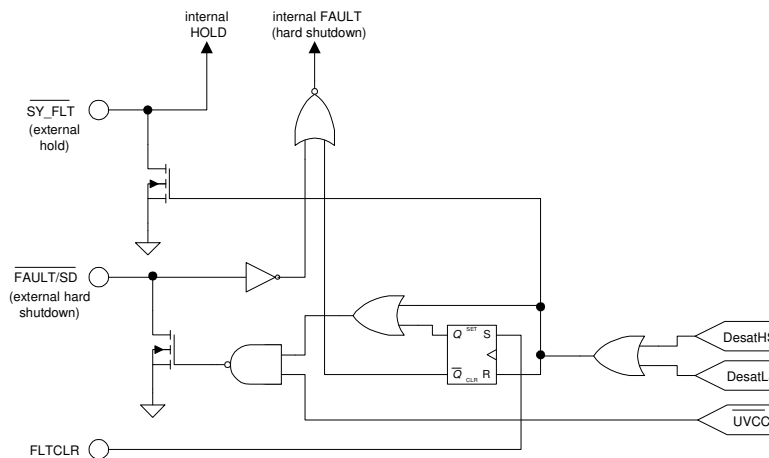 internal
HOLD
internal FAULT
(hard shutdown)
SY_FLT
(external
hold)
FAULT/SD
(external hard
shutdown)
Q SET S
Q CLR R
DesatHS
DesatL
UVCC
FLTCLR